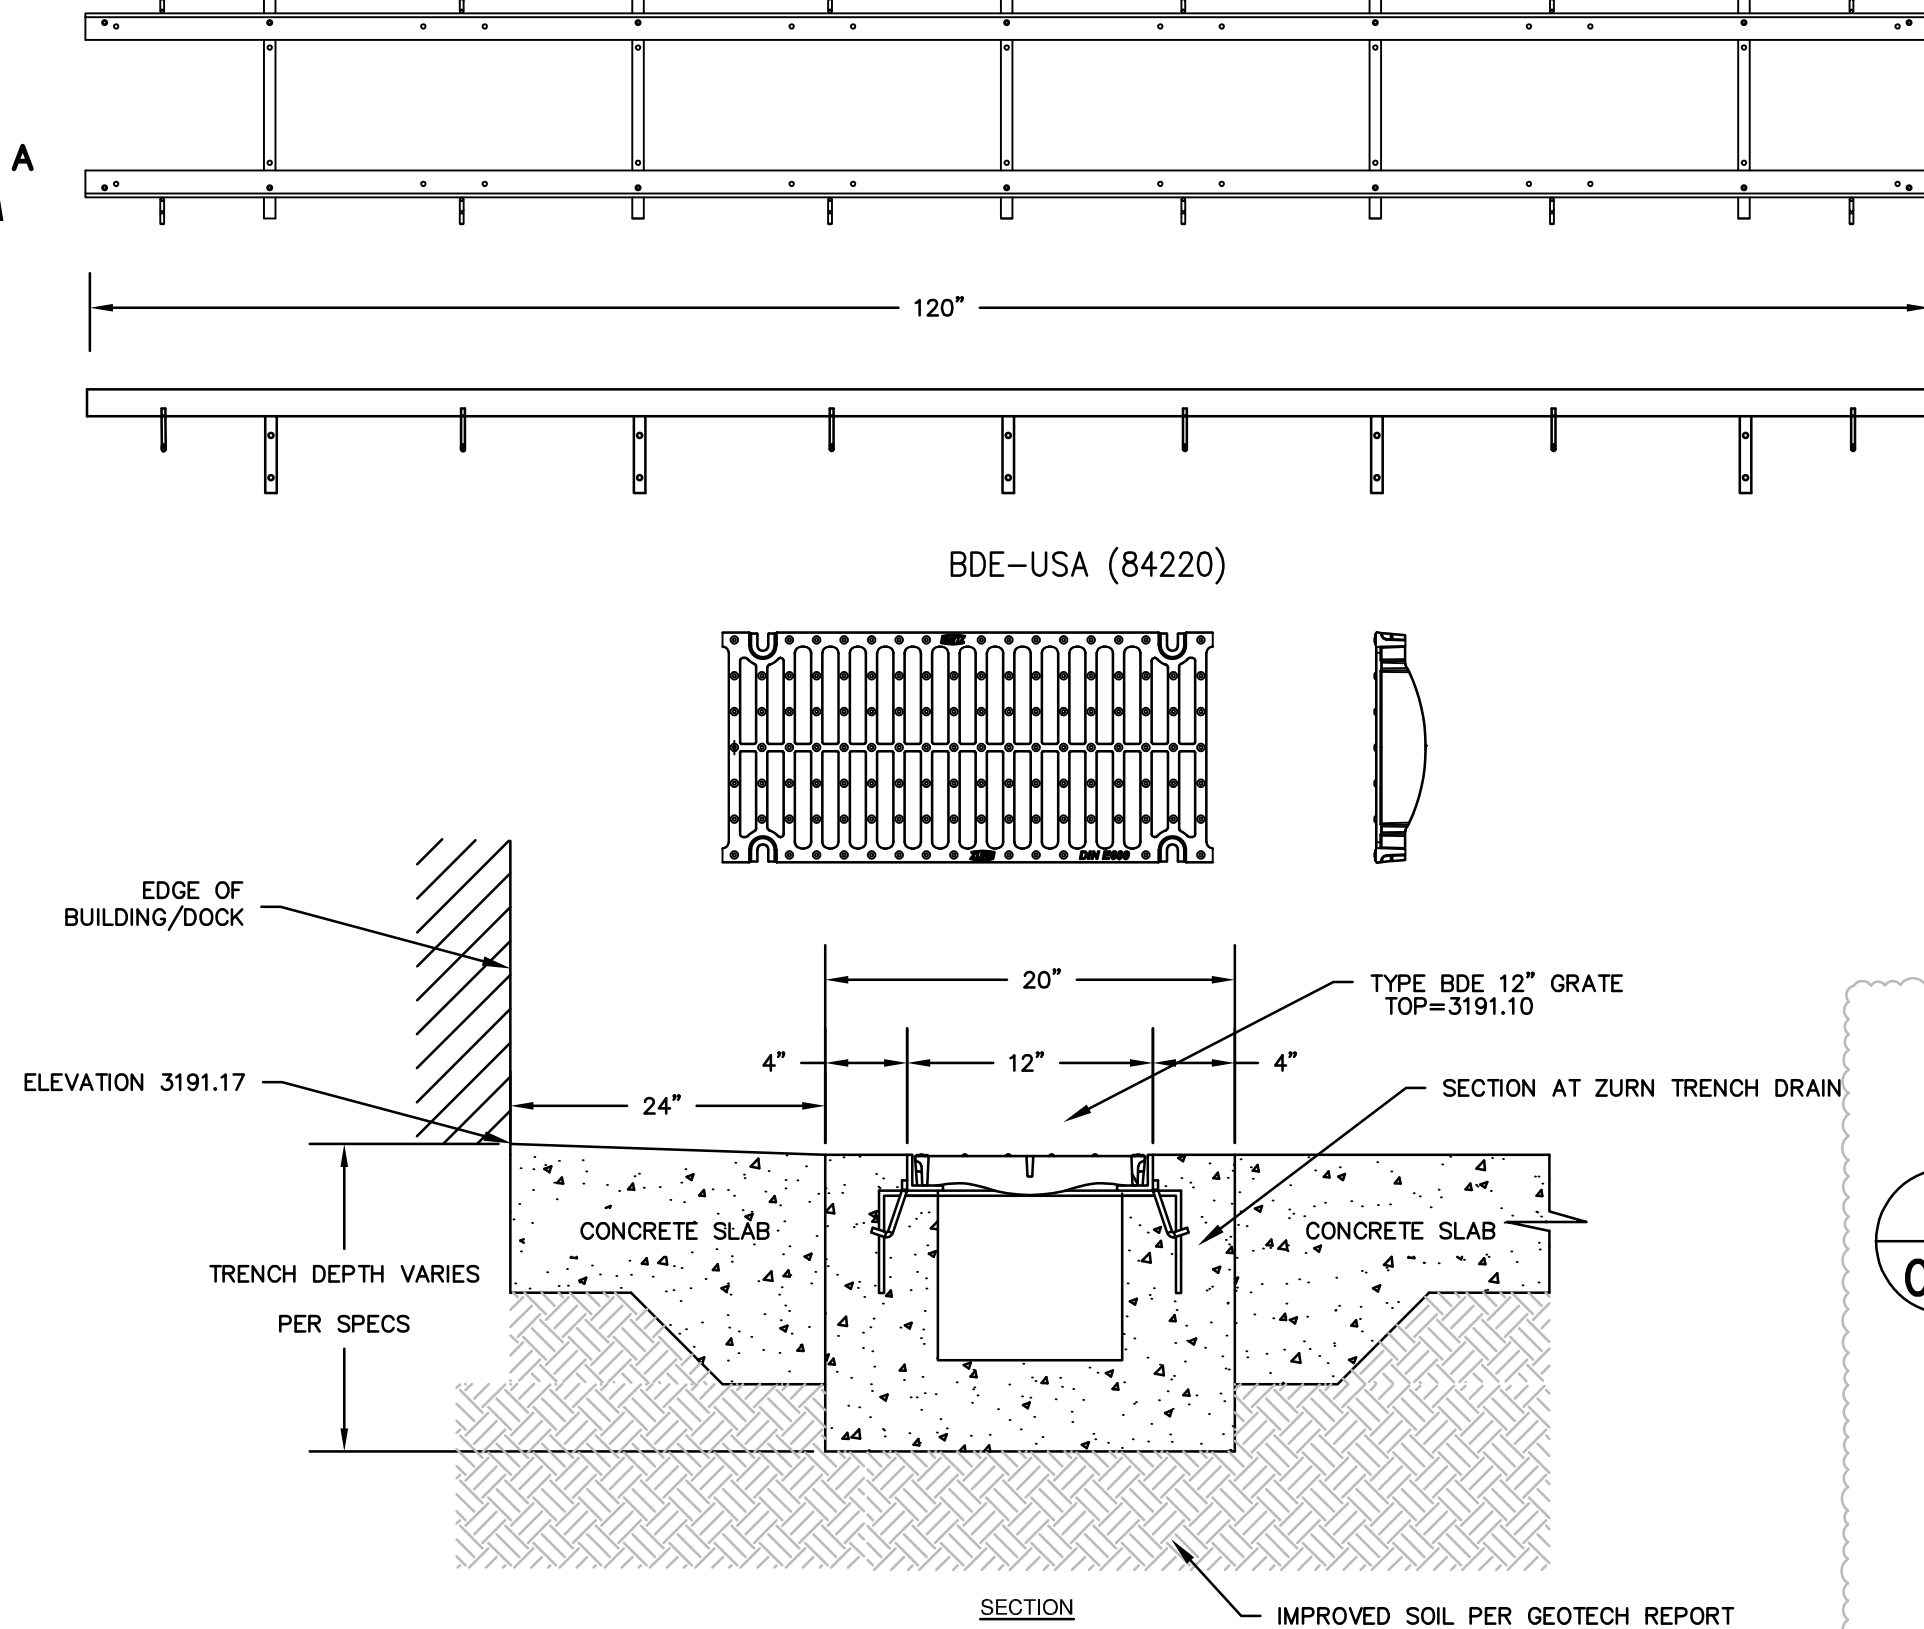 A
120"
BDE-USA (84220)
ZURN
ZURN DIN E600
EDGE OF
BUILDING/DOCK
20"
TYPE BDE 12" GRATE
TOP=3191.10
4"
12"
4"
ELEVATION 3191.17
24"
SECTION AT ZURN TRENCH DRAIN
CONCRETE SLAB
CONCRETE SLAB
TRENCH DEPTH VARIES
PER SPECS
SECTION
IMPROVED SOIL PER GEOTECH REPORT